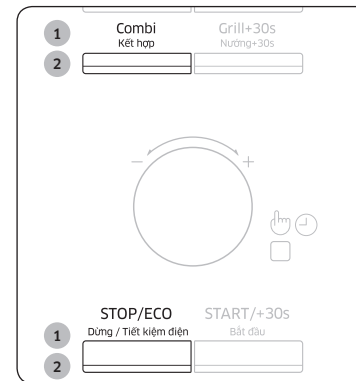 1 Combi Grill+30s
Kết hợp Nướng+30s
2
− +
STOP/ECO START/+30s
1 Dừng / Tiết kiệm điện Bắt đầu
2